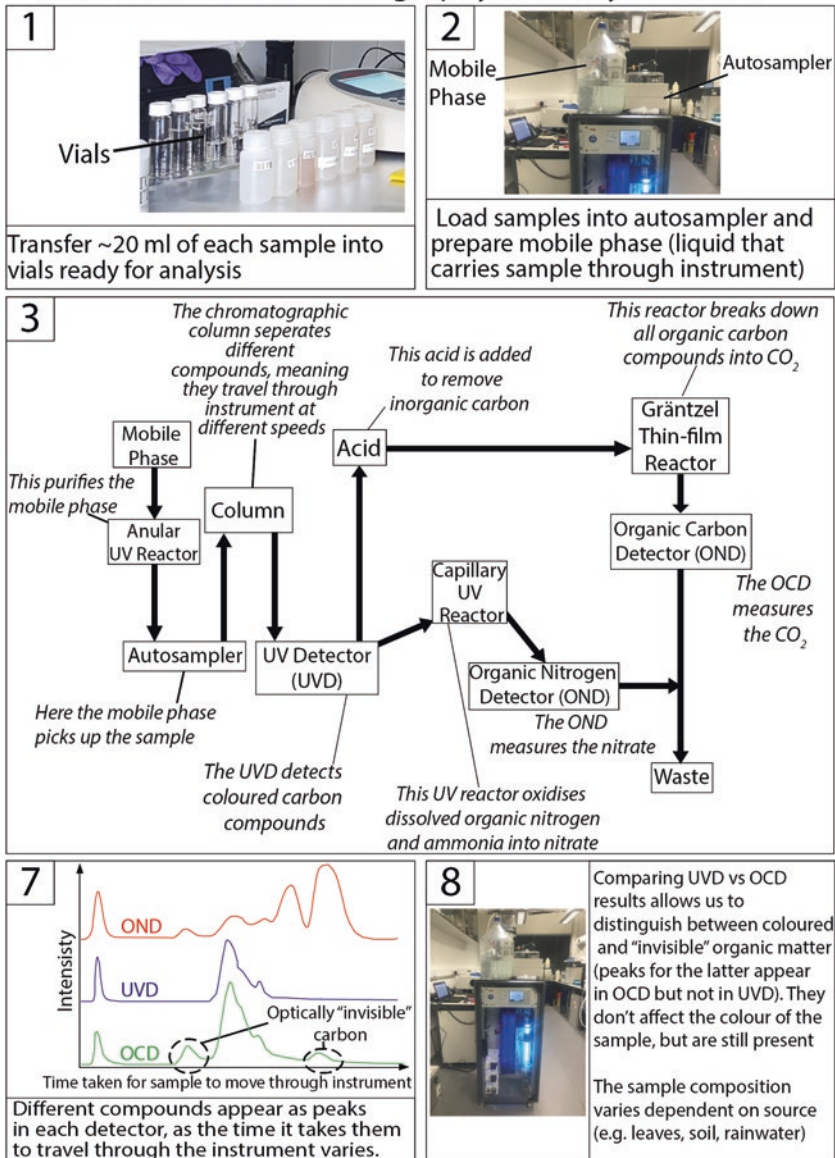 1
Vials
Transfer ~20 ml of each sample into
vials ready for analysis
2
Mobile
Phase
Autosampler
Load samples into autosampler and
prepare mobile phase (liquid that
carries sample through instrument)
3
The chromatographic
column seperates
different
compounds, meaning
they travel through
instrument at
different speeds
This acid is added
to remove
inorganic carbon
This reactor breaks down
all organic carbon
compounds into CO₂
Mobile
Phase
This purifies the
mobile phase
Anular
UV Reactor
Autosampler
Here the mobile phase
picks up the sample
Column
UV Detector
(UVD)
The UVD detects
coloured carbon
compounds
Acid
Gräntzel
Thin-film
Reactor
Organic Carbon
Detector (OND)
The OCD
measures
the CO₂
Capillary
UV
Reactor
This UV reactor oxidises
dissolved organic nitrogen
and ammonia into nitrate
Organic Nitrogen
Detector (OND)
The OND
measures the nitrate
Waste
7
Intensisty
OND
UVD
OCD
Optically “invisible”
carbon
Time taken for sample to move through instrument
Different compounds appear as peaks
in each detector, as the time it takes them
to travel through the instrument varies.
8
Comparing UVD vs OCD
results allows us to
distinguish between coloured
and “invisible” organic matter
(peaks for the latter appear
in OCD but not in UVD). They
don’t affect the colour of the
sample, but are still present
The sample composition
varies dependent on source
(e.g. leaves, soil, rainwater)